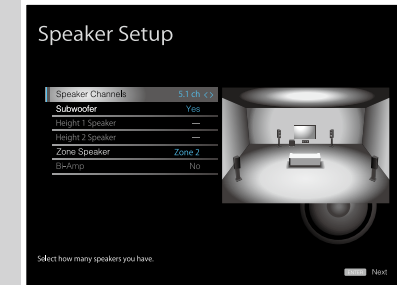 Speaker Setup
Speaker Channels 5.1 ch < >
Subwoofer Yes
Height 1 Speaker —
Height 2 Speaker —
Zone Speaker Zone 2
Bi-Amp No
Select how many speakers you have.
ENTER Next